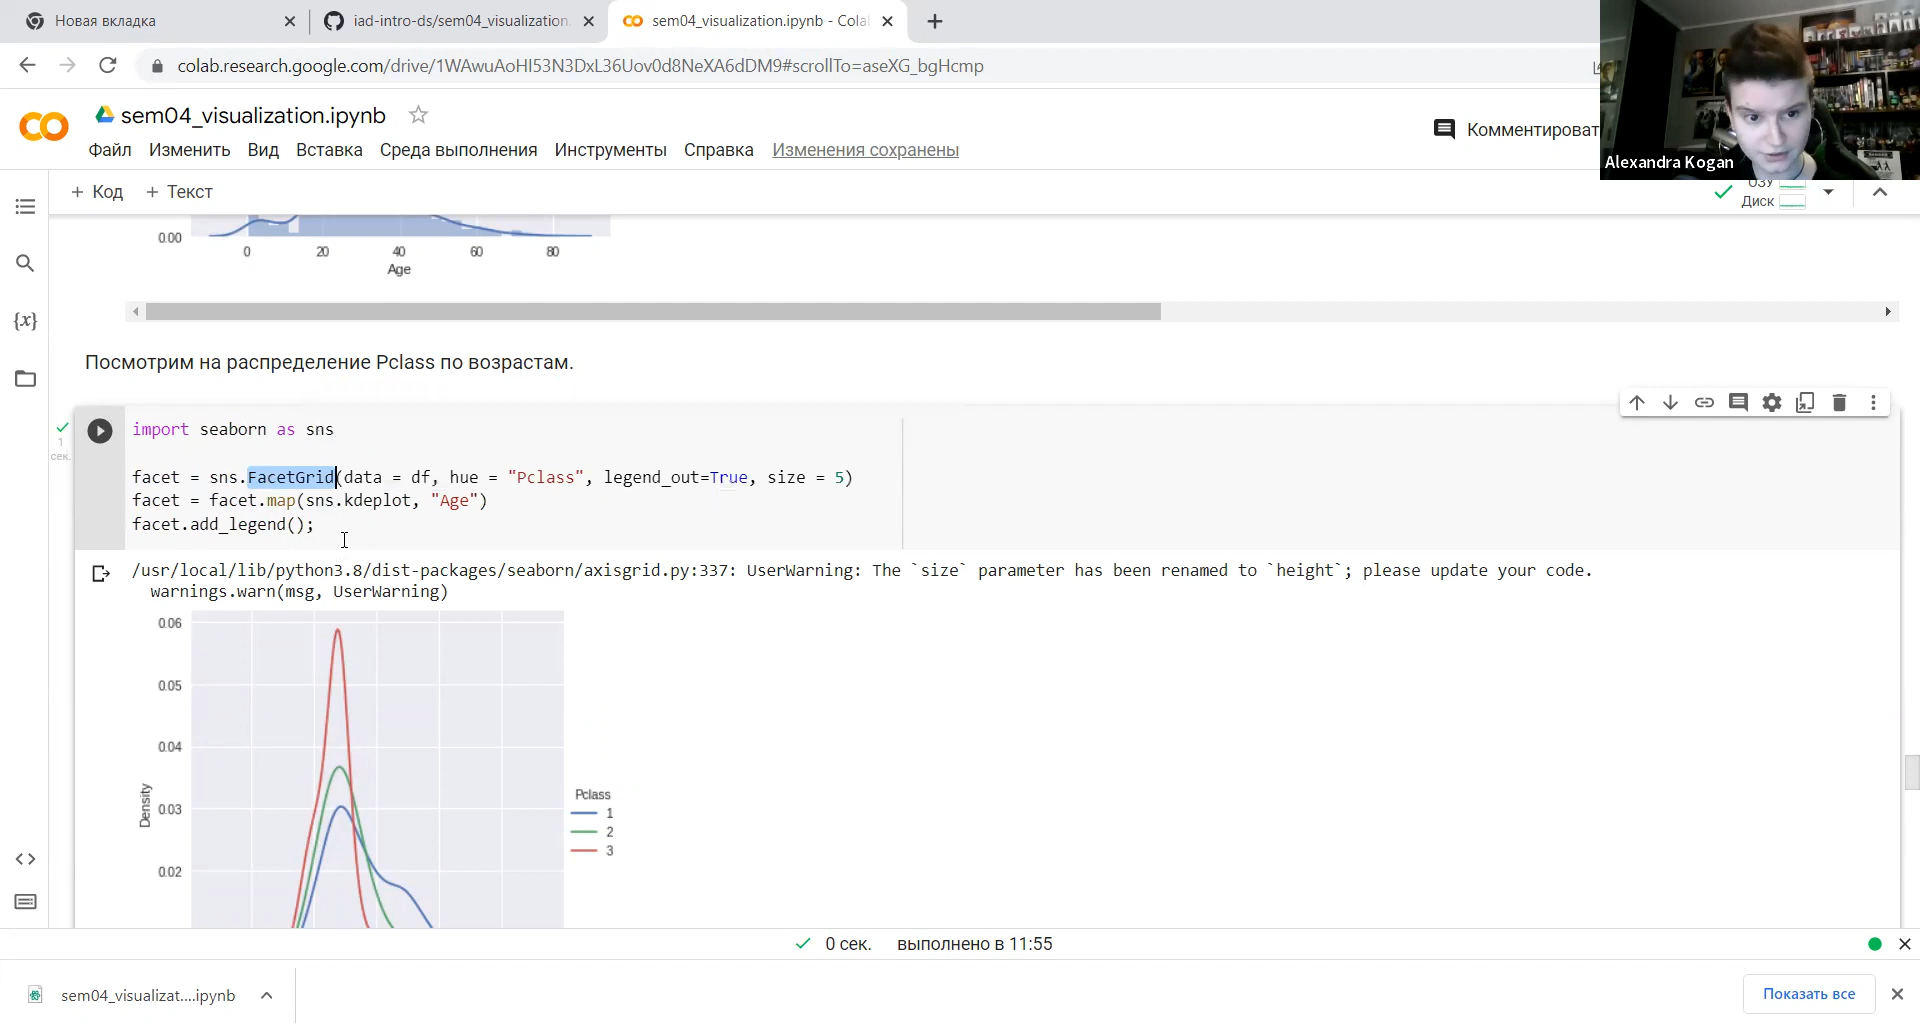 Новая вкладка
iad-intro-ds/sem04_visualization.
sem04_visualization.ipynb - Cola
colab.research.google.com/drive/1WAwuAoHI53N3DxL36Uov0d8NeXA6dDM9#scrollTo=aseXG_bgHcmp
sem04_visualization.ipynb
Комментироват
Alexandra Kogan
Файл Изменить Вид Вставка Среда выполнения Инструменты Справка Изменения сохранены
+ Код + Текст
ОЗУ
Диск
{x}
0.00
0 20 40 60 80
Age
Посмотрим на распределение Pclass по возрастам.
1
сек.
import seaborn as sns
facet = sns.FacetGrid(data = df, hue = "Pclass", legend_out=True, size = 5)
facet = facet.map(sns.kdeplot, "Age")
facet.add_legend();
/usr/local/lib/python3.8/dist-packages/seaborn/axisgrid.py:337: UserWarning: The `size` parameter has been renamed to `height`; please update your code.
warnings.warn(msg, UserWarning)
0.06
0.05
0.04
0.03
0.02
Density
Pclass
1
2
3
0 сек. выполнено в 11:55
sem04_visualizat....ipynb
Показать все